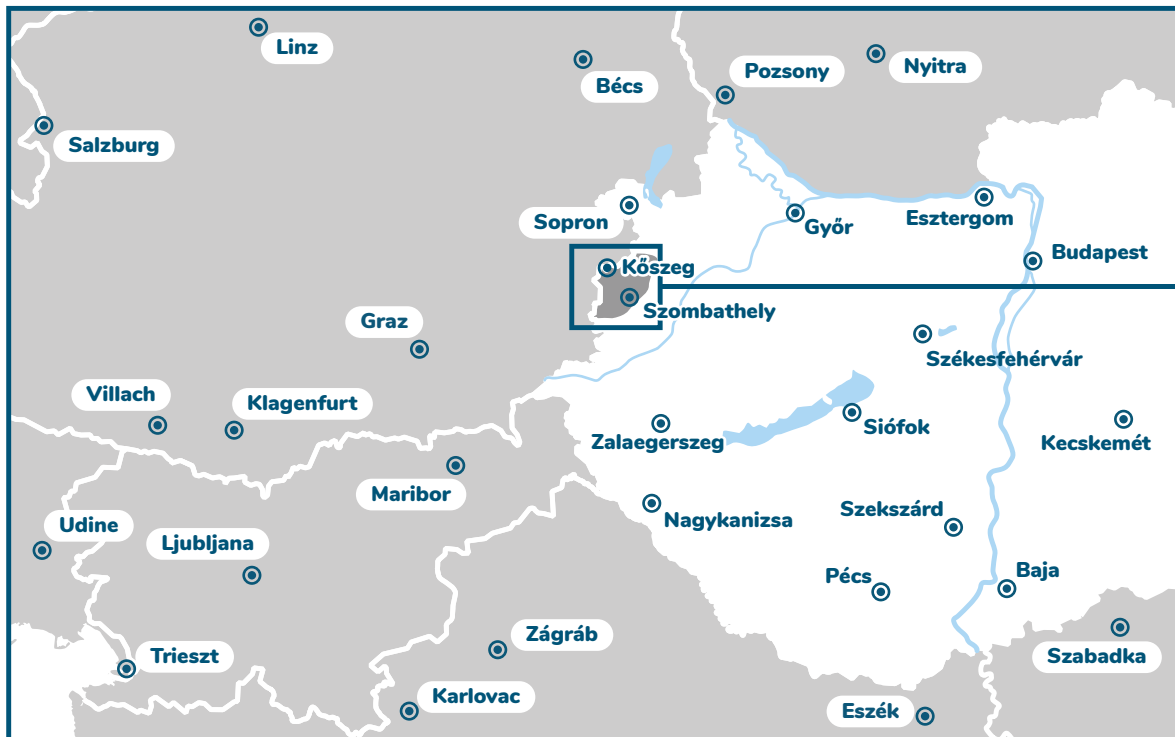 Linz
Bécs
Pozsony
Nyitra
Salzburg
Sopron
Győr
Esztergom
Budapest
Kőszeg
Szombathely
Graz
Székesfehérvár
Villach
Klagenfurt
Zalaegerszeg
Siófok
Kecskemét
Maribor
Nagykanizsa
Szekszárd
Udine
Ljubljana
Pécs
Baja
Trieszt
Zágráb
Szabadka
Karlovac
Eszék